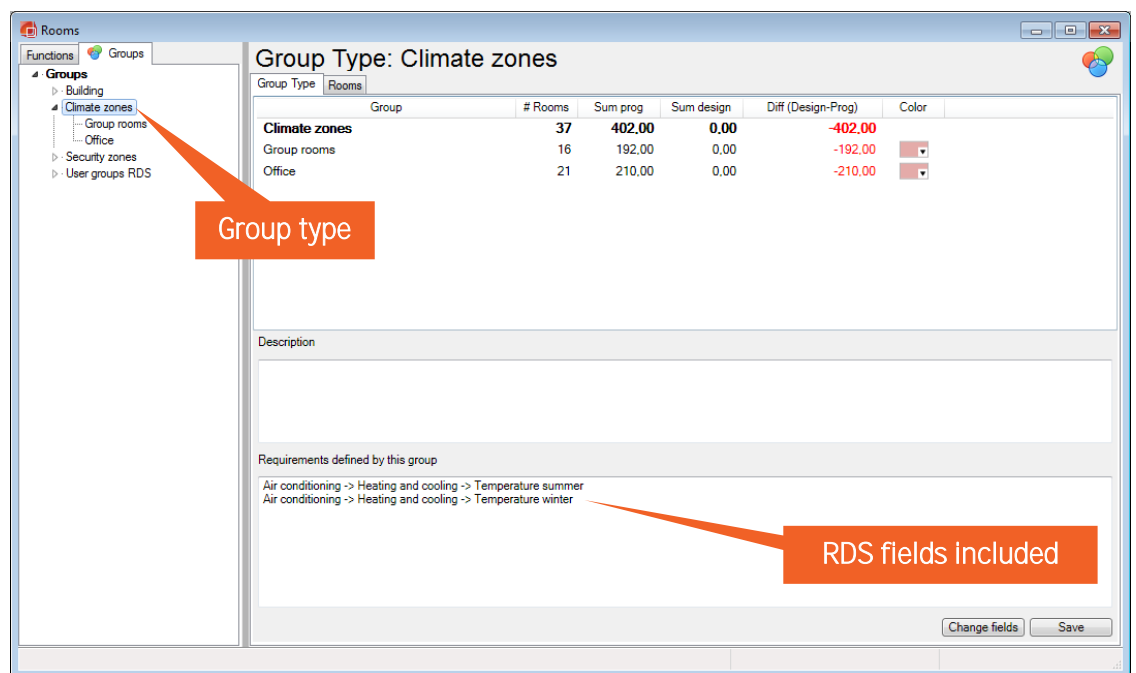 Rooms
Functions Groups
Groups
Building
Climate zones
Group rooms
Office
Security zones
User groups RDS
Group type
Group Type: Climate zones
Group Type Rooms
Group # Rooms Sum prog Sum design Diff (Design-Prog) Color
Climate zones 37 402,00 0,00 -402,00
Group rooms 16 192,00 0,00 -192,00
Office 21 210,00 0,00 -210,00
Description
Requirements defined by this group
Air conditioning -> Heating and cooling -> Temperature summer
Air conditioning -> Heating and cooling -> Temperature winter
RDS fields included
Change fields Save